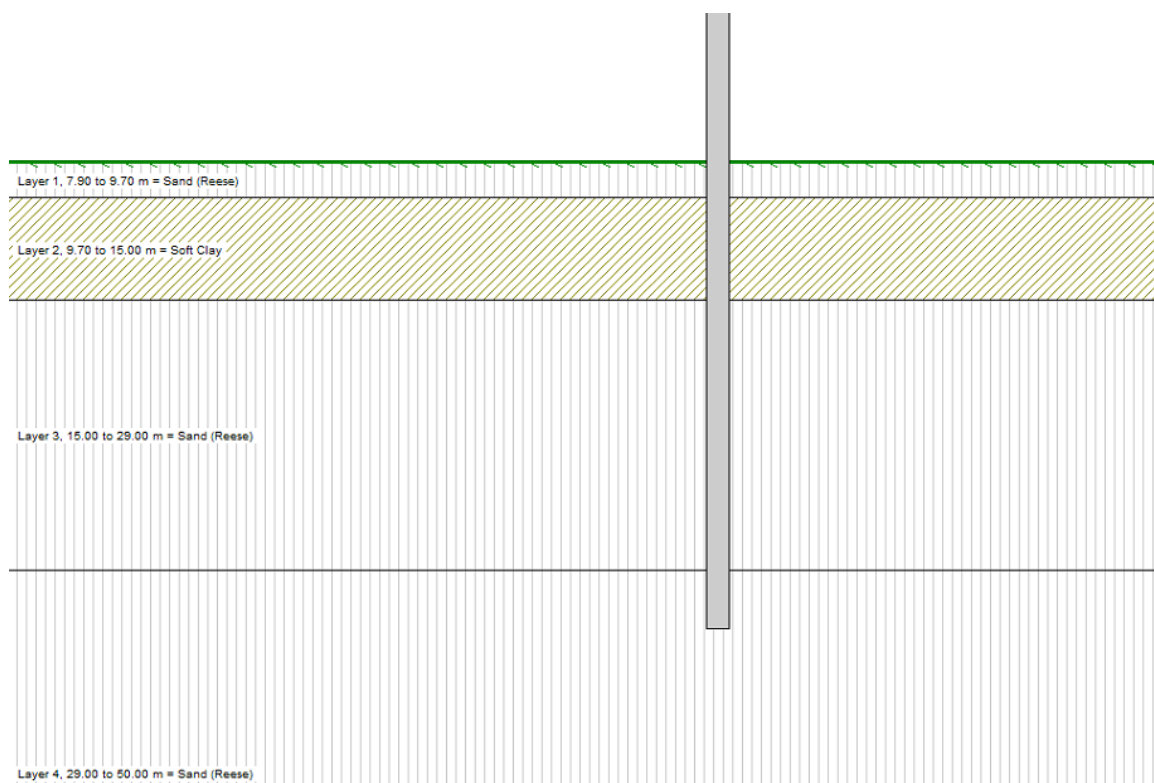 Layer 1, 7.90 to 9.70 m = Sand (Reese)
Layer 2, 9.70 to 15.00 m = Soft Clay
Layer 3, 15.00 to 29.00 m = Sand (Reese)
Layer 4, 29.00 to 50.00 m = Sand (Reese)